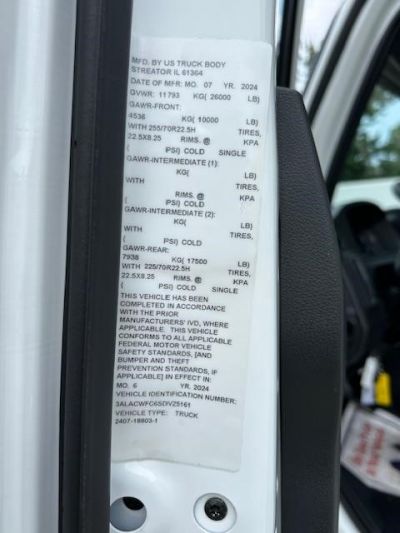 MFD. BY US TRUCK BODY
STREATOR IL 61364
DATE OF MFR: MO. 07 YR. 2024
GVWR: 11793 KG( 26000 LB)
GAWR-FRONT:
4536 KG( 10000 LB)
WITH 255/70R22.5H TIRES,
22.5X8.25 RIMS. @ KPA
( PSI) COLD SINGLE
GAWR-INTERMEDIATE (1):
KG( LB)
WITH TIRES,
RIMS. @ KPA
( PSI) COLD
GAWR-INTERMEDIATE (2):
KG( LB)
WITH TIRES,
( PSI) COLD
GAWR-REAR:
7938 KG( 17500 LB)
WITH 225/70R22.5H TIRES,
22.5X8.25 RIMS. @ KPA
( PSI) COLD SINGLE
THIS VEHICLE HAS BEEN
COMPLETED IN ACCORDANCE
WITH THE PRIOR
MANUFACTURERS' IVD, WHERE
APPLICABLE. THIS VEHICLE
CONFORMS TO ALL APPLICABLE
FEDERAL MOTOR VEHICLE
SAFETY STANDARDS, [AND
BUMPER AND THEFT
PREVENTION STANDARDS, IF
APPLICABLE] IN EFFECT IN:
MO. 6 YR. 2024
VEHICLE IDENTIFICATION NUMBER:
3ALACWFC6SDVZ5161
VEHICLE TYPE: TRUCK
2407-18803-1